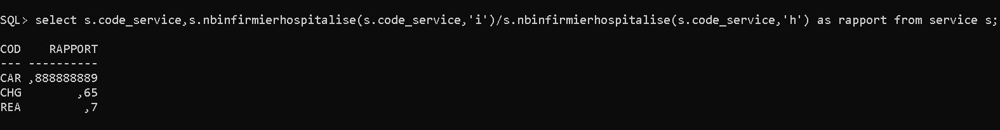 SQL> select s.code_service,s.nbinfirmierhospitalise(s.code_service,'i')/s.nbinfirmierhospitalise(s.code_service,'h') as rapport from service s;
COD    RAPPORT
--- ----------
CAR ,888888889
CHG        ,65
REA         ,7